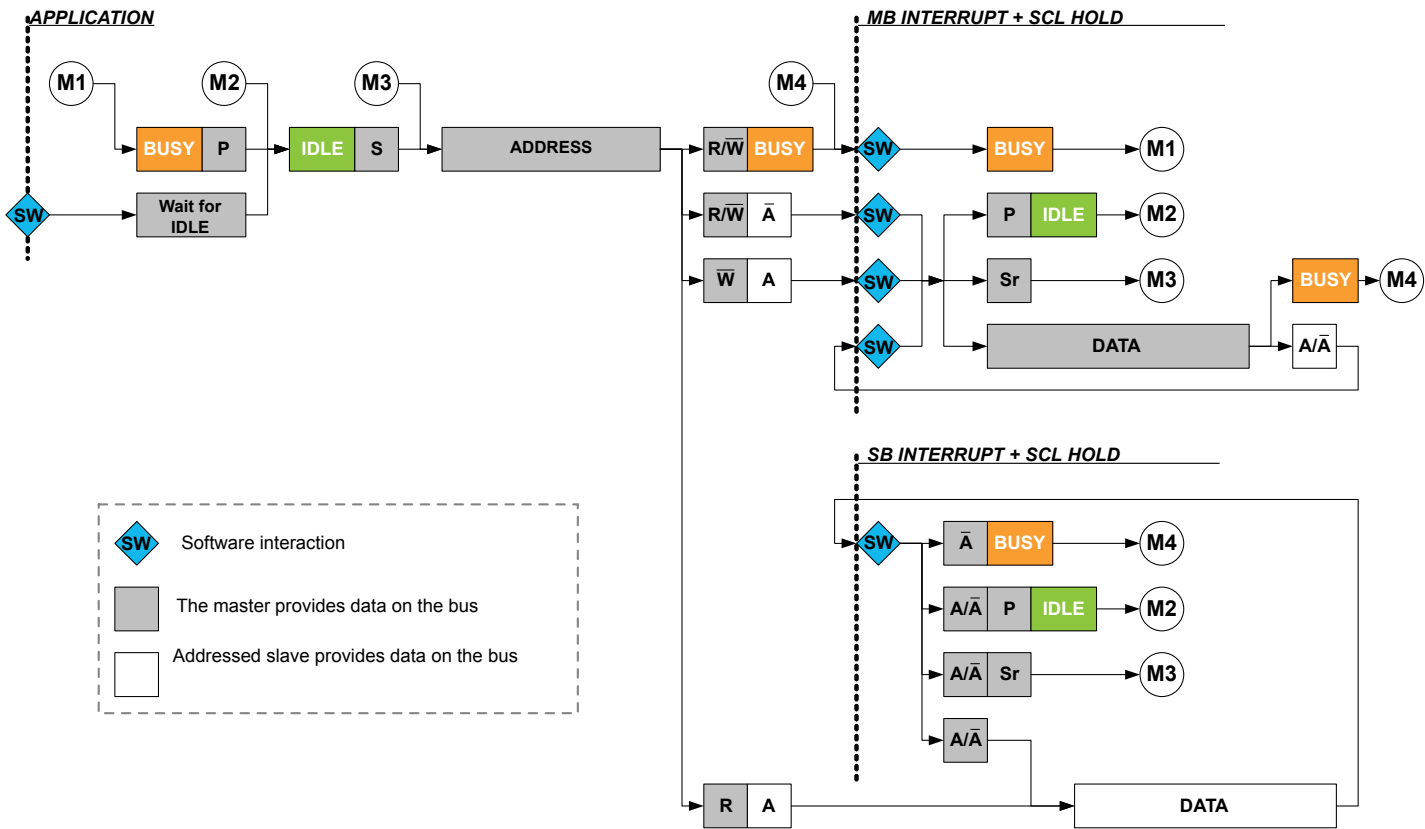 APPLICATION
MB INTERRUPT + SCL HOLD
M1
M2
M3
M4
BUSY P
IDLE S
ADDRESS
R/W̅ BUSY
SW
BUSY
M1
SW
Wait for
IDLE
R/W̅ A̅
SW
P IDLE
M2
W̅ A
SW
Sr
M3
BUSY
M4
SW
DATA
A/A̅
SB INTERRUPT + SCL HOLD
SW
A̅ BUSY
M4
A/A̅ P IDLE
M2
A/A̅ Sr
M3
A/A̅
R A
DATA
SW Software interaction
The master provides data on the bus
Addressed slave provides data on the bus